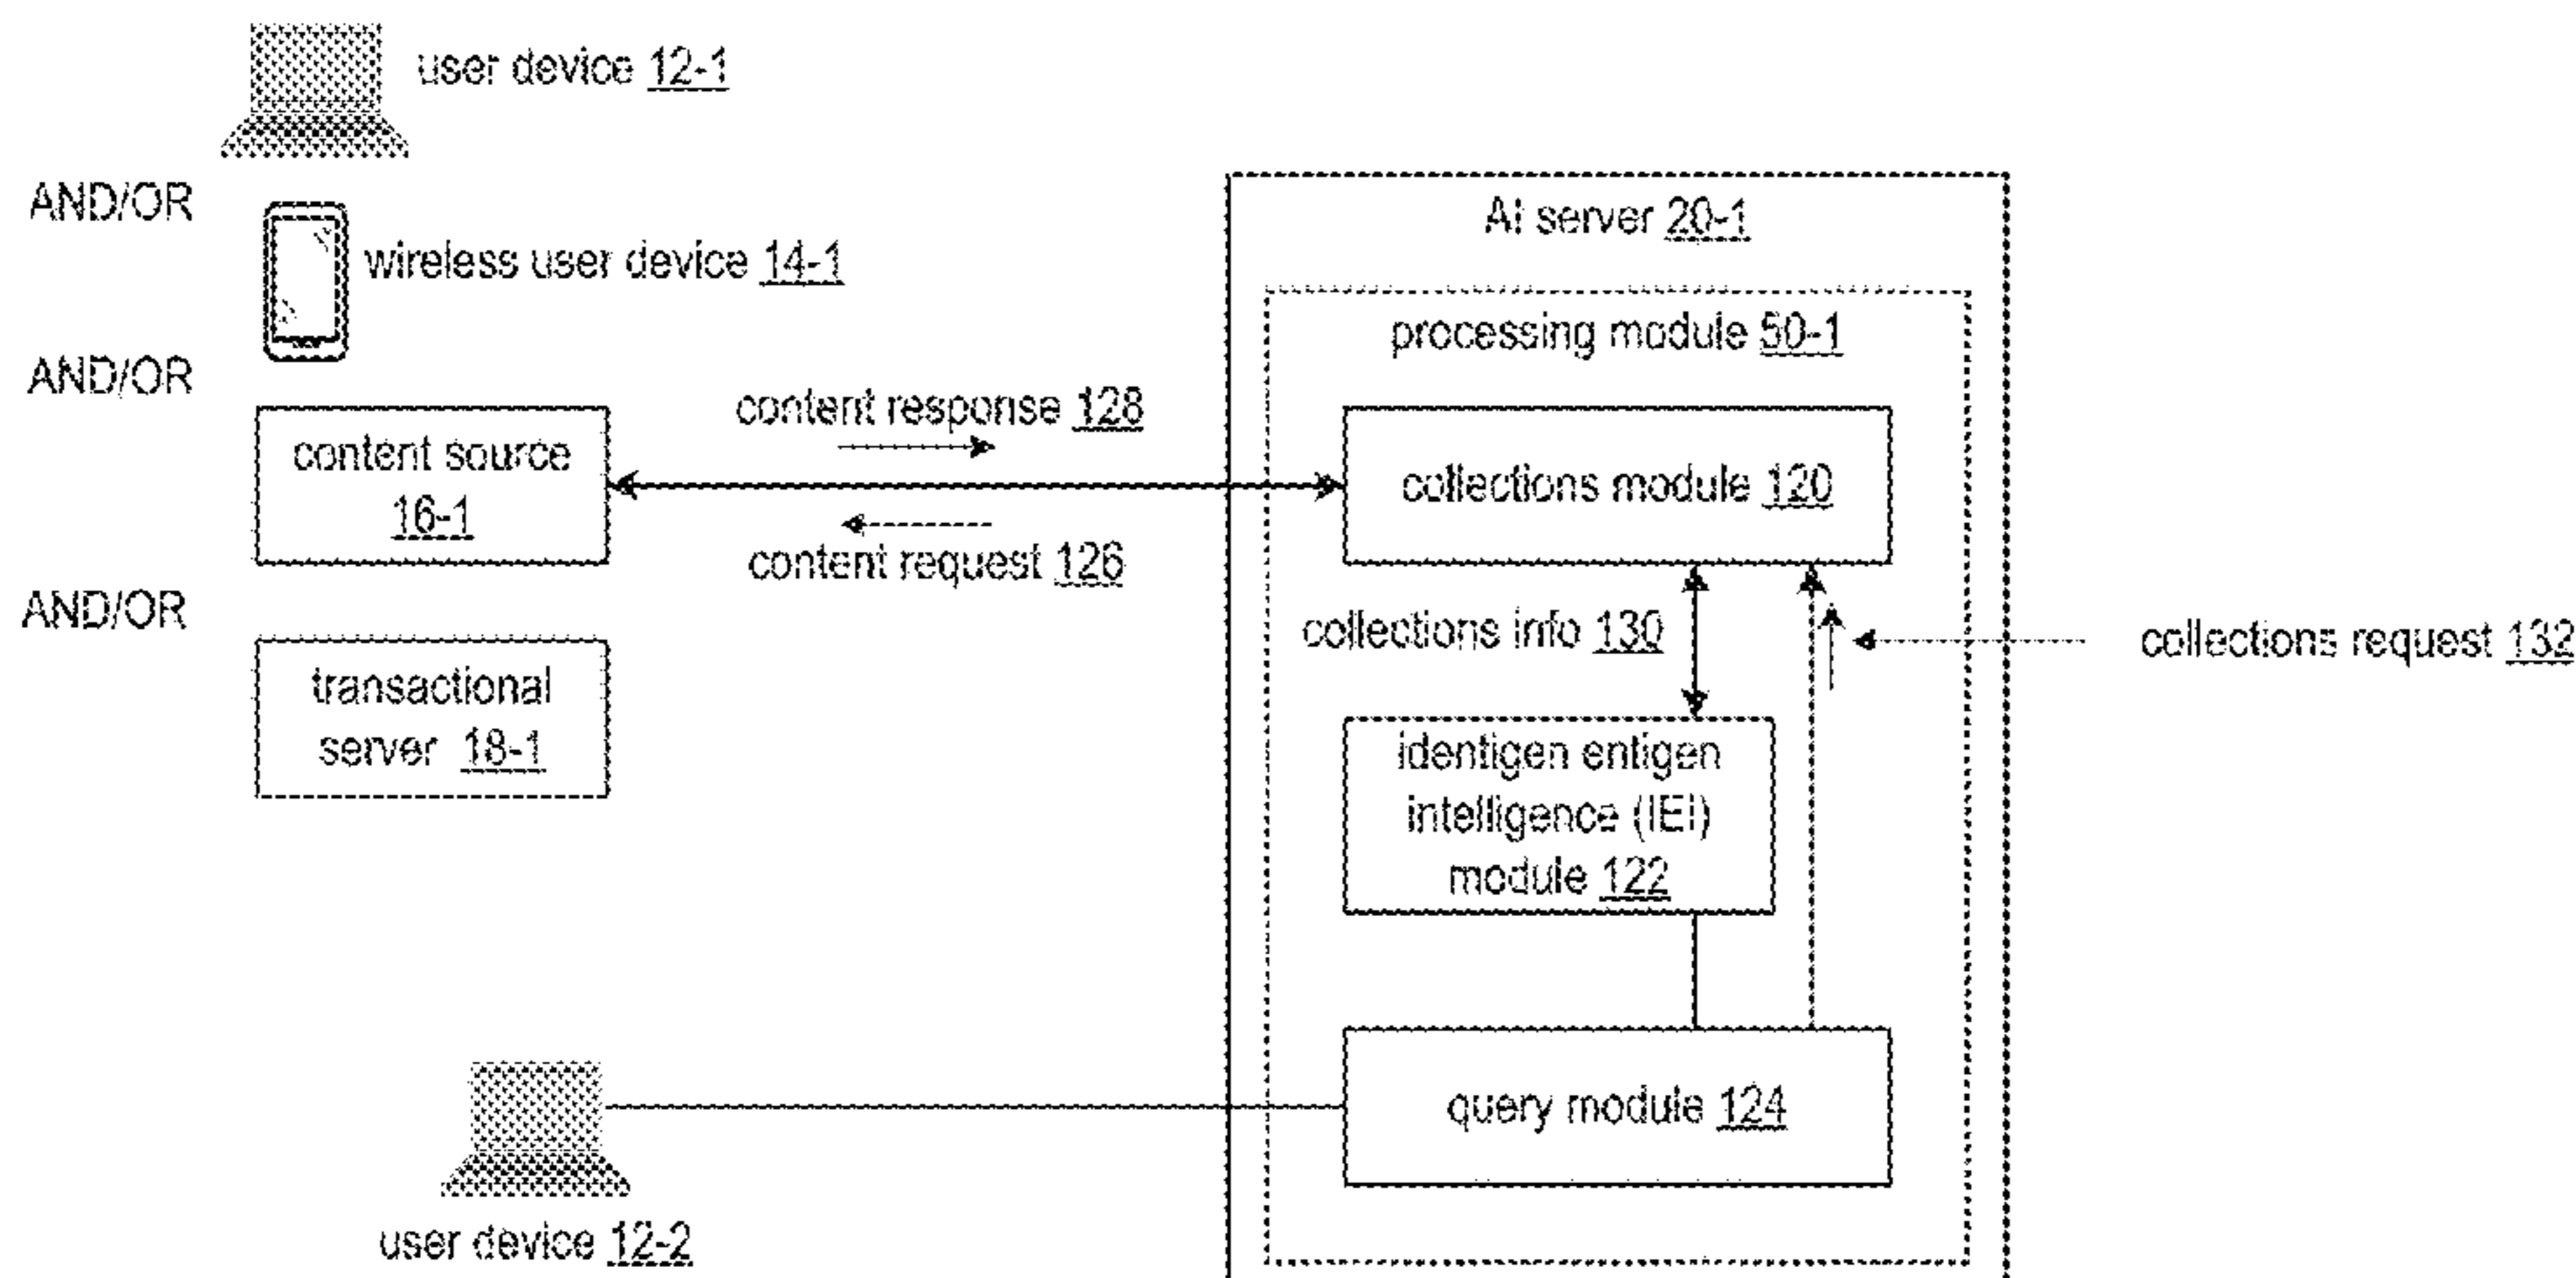 user device 12-1
AND/OR
wireless user device 14-1
AND/OR
content source
16-1
AND/OR
transactional
server 18-1
content response 128
content request 126
AI server 20-1
processing module 50-1
collections module 120
collections info 130
collections request 132
identigen entigen
intelligence (IEI)
module 122
query module 124
user device 12-2